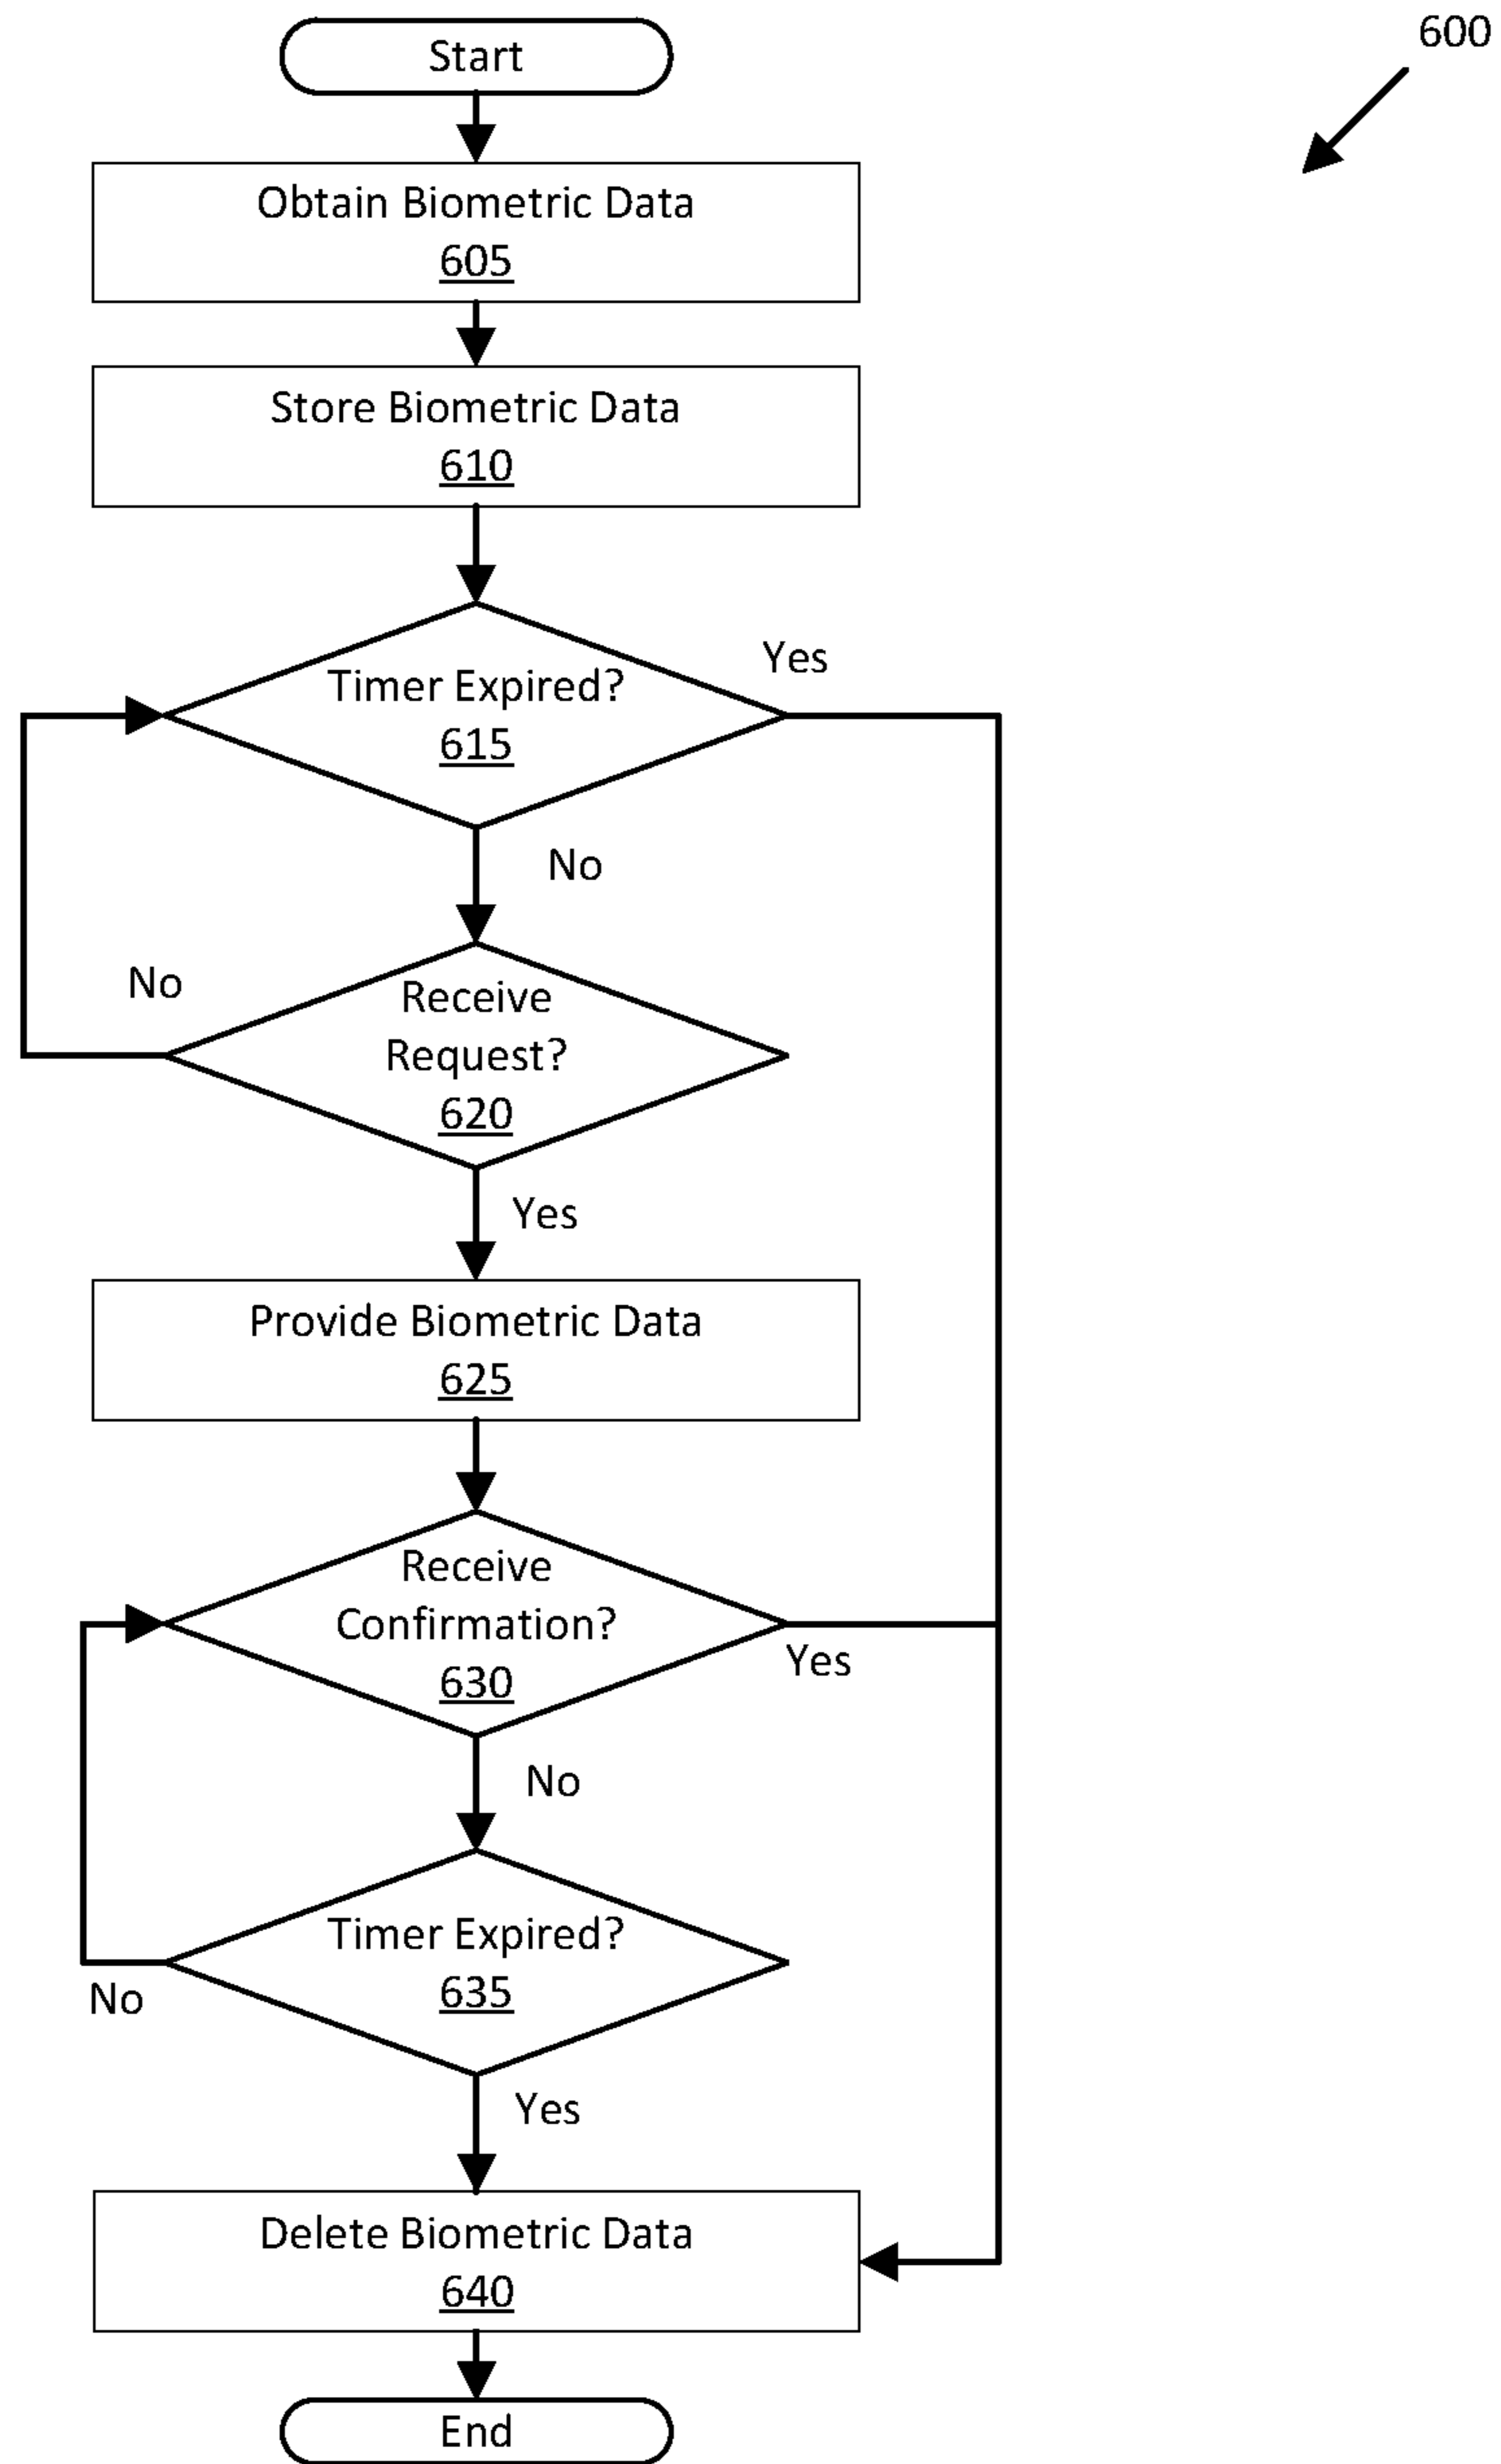 600
Start
Obtain Biometric Data
605
Store Biometric Data
610
Timer Expired?
615
Yes
No
Receive
Request?
620
No
Yes
Provide Biometric Data
625
Receive
Confirmation?
630
Yes
No
Timer Expired?
635
No
Yes
Delete Biometric Data
640
End